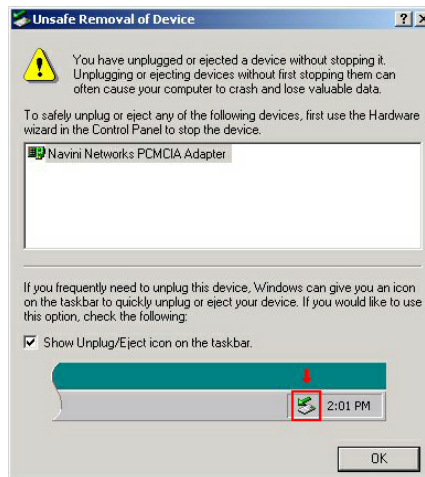 Unsafe Removal of Device
You have unplugged or ejected a device without stopping it.
Unplugging or ejecting devices without first stopping them can
often cause your computer to crash and lose valuable data.
To safely unplug or eject any of the following devices, first use the Hardware
wizard in the Control Panel to stop the device.
Navini Networks PCMCIA Adapter
If you frequently need to unplug this device, Windows can give you an icon
on the taskbar to quickly unplug or eject your device. If you would like to use
this option, check the following:
Show Unplug/Eject icon on the taskbar.
2:01 PM
OK